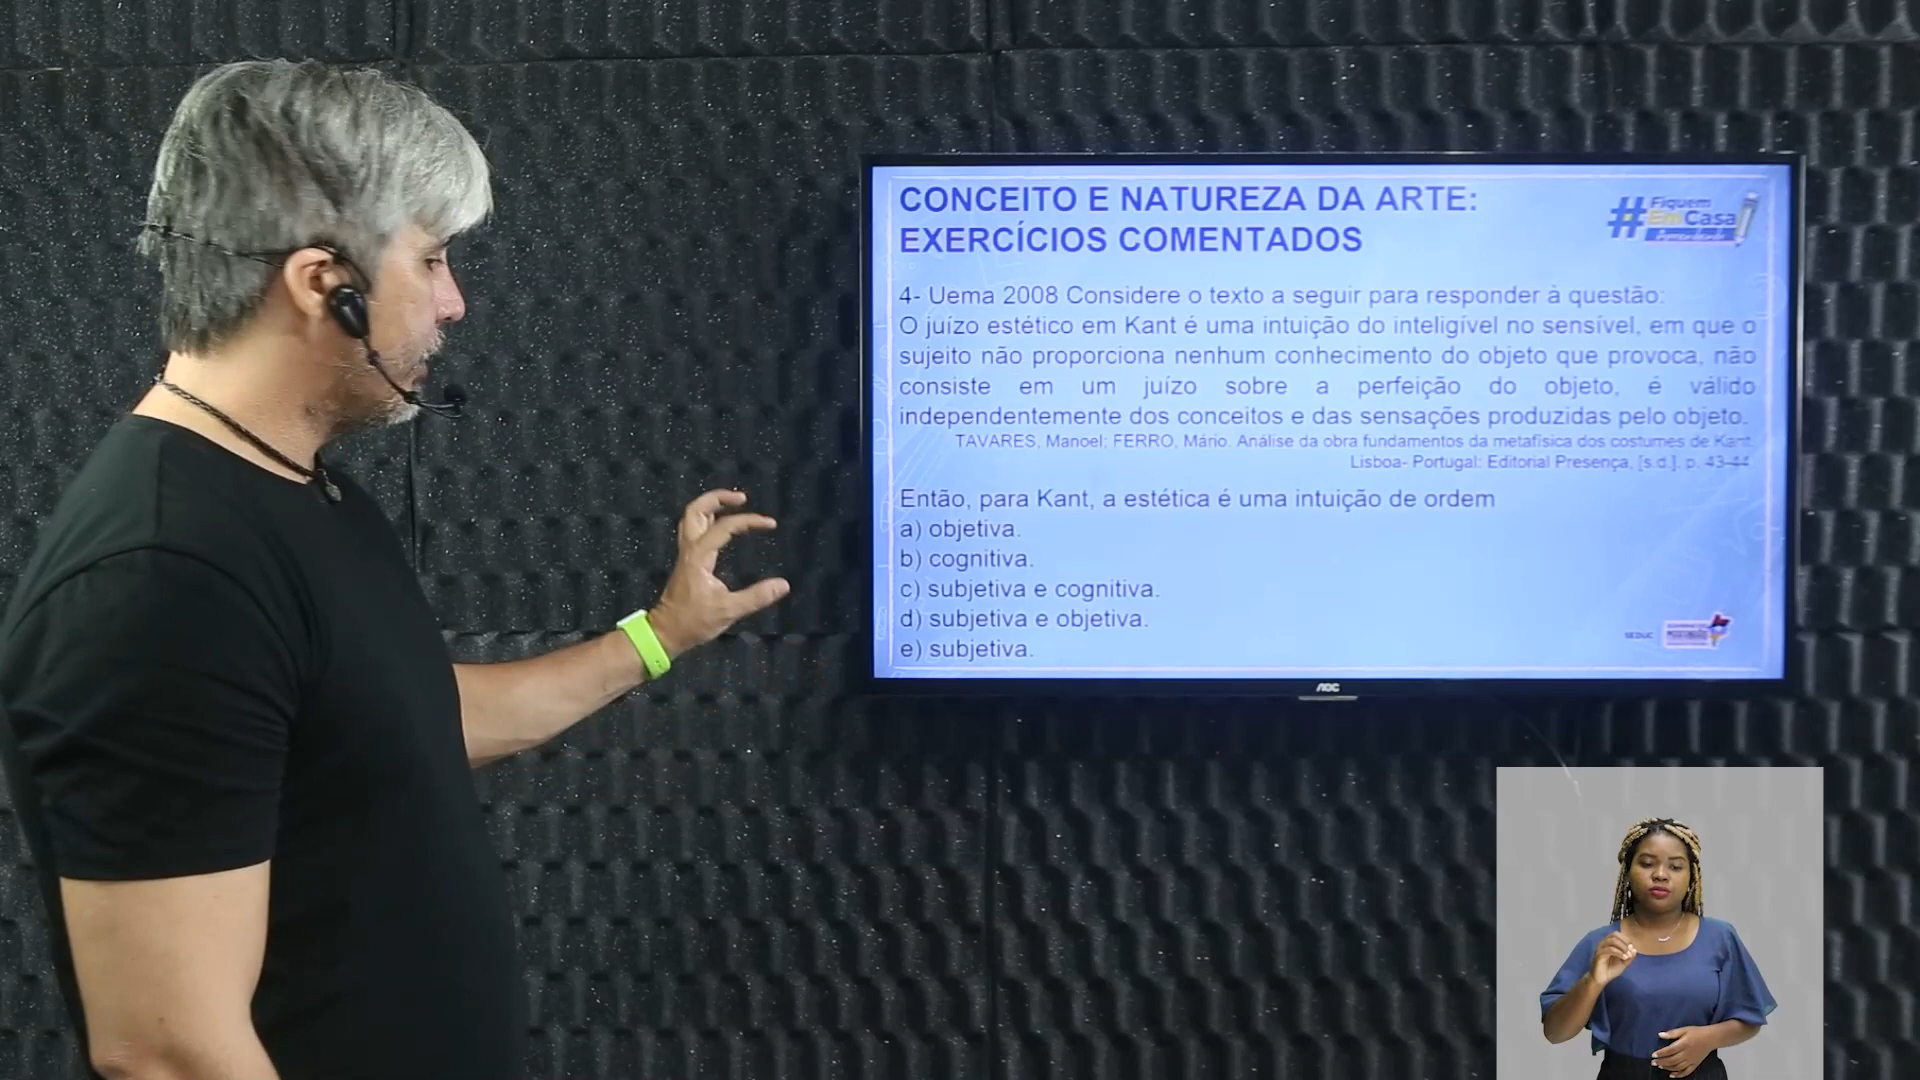 CONCEITO E NATUREZA DA ARTE:
EXERCÍCIOS COMENTADOS
#Fiquem
EmCasa
4- Uema 2008 Considere o texto a seguir para responder à questão:
O juízo estético em Kant é uma intuição do inteligível no sensível, em que o
sujeito não proporciona nenhum conhecimento do objeto que provoca, não
consiste em um juízo sobre a perfeição do objeto, é válido
independentemente dos conceitos e das sensações produzidas pelo objeto.
TAVARES, Manoel; FERRO, Mário. Análise da obra fundamentos da metafísica dos costumes de Kant.
Lisboa- Portugal: Editorial Presença, [s.d.]. p. 43-44.
Então, para Kant, a estética é uma intuição de ordem
a) objetiva.
b) cognitiva.
c) subjetiva e cognitiva.
d) subjetiva e objetiva.
e) subjetiva.
SEDUC
AOC